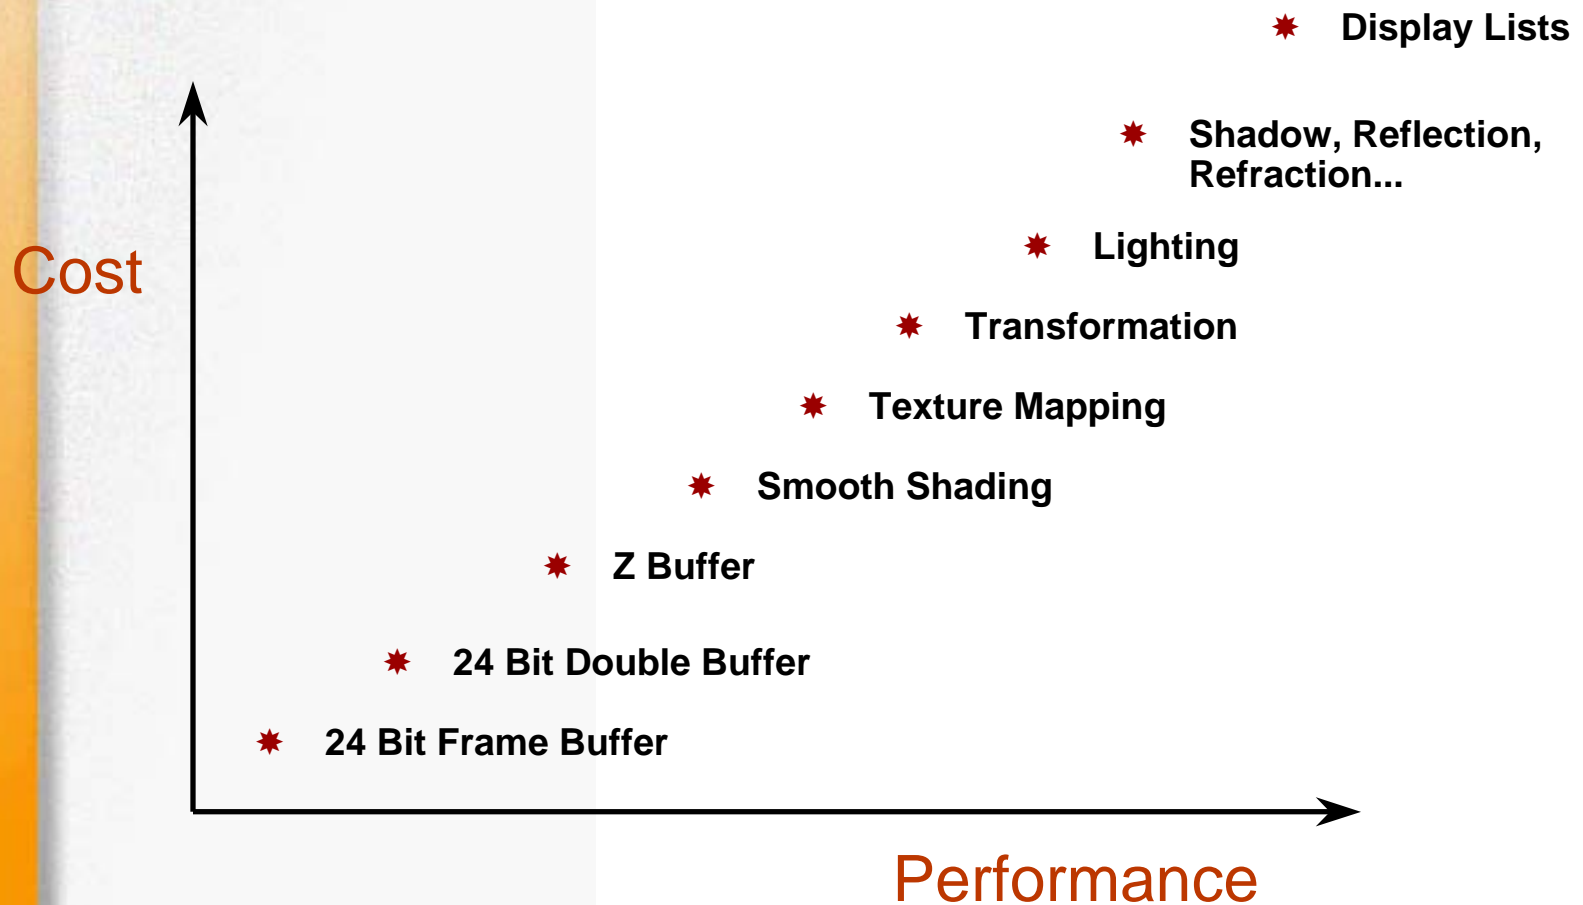 Display Lists
Shadow, Reflection,
Refraction...
Cost
Lighting
Transformation
Texture Mapping
Smooth Shading
Z Buffer
24 Bit Double Buffer
24 Bit Frame Buffer
Performance